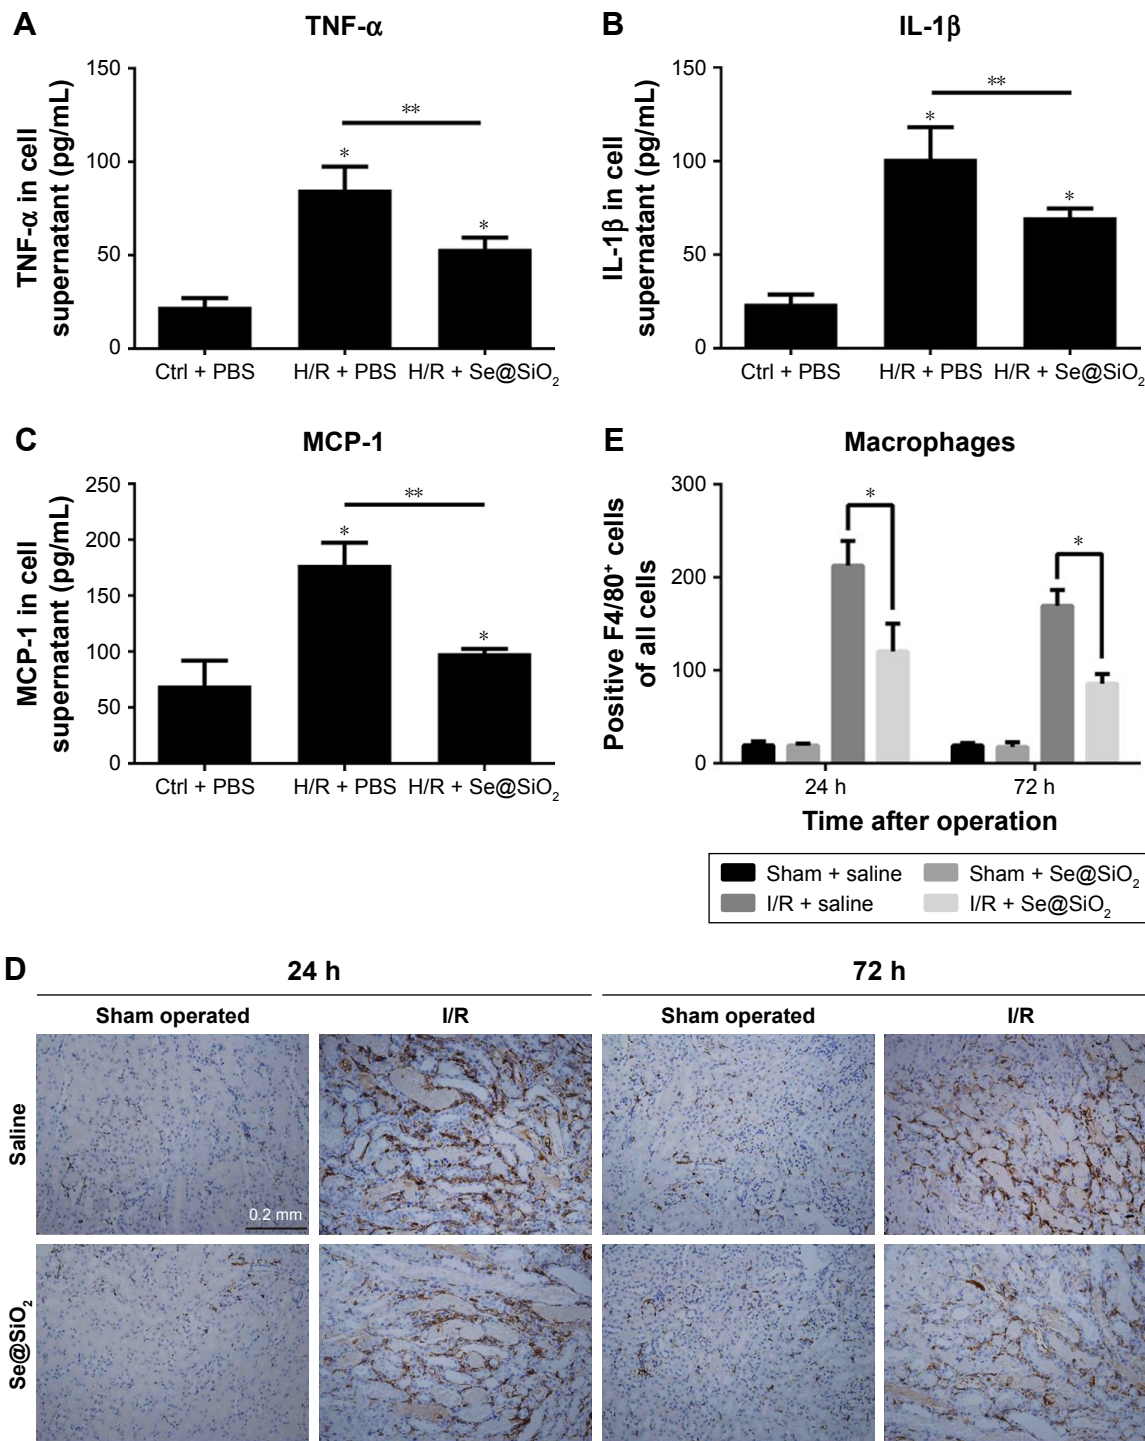 A
TNF-α
TNF-α in cell
supernatant (pg/mL)
150
100
50
0
**
*
*
Ctrl + PBS
H/R + PBS
H/R + Se@SiO₂
B
IL-1β
IL-1β in cell
supernatant (pg/mL)
150
100
50
0
**
*
*
Ctrl + PBS
H/R + PBS
H/R + Se@SiO₂
C
MCP-1
MCP-1 in cell
supernatant (pg/mL)
250
200
150
100
50
0
**
*
*
Ctrl + PBS
H/R + PBS
H/R + Se@SiO₂
E
Macrophages
Positive F4/80⁺ cells
of all cells
300
200
100
0
*
*
24 h
72 h
Time after operation
Sham + saline
Sham + Se@SiO₂
I/R + saline
I/R + Se@SiO₂
D
24 h
72 h
Sham operated
I/R
Sham operated
I/R
Saline
0.2 mm
Se@SiO₂